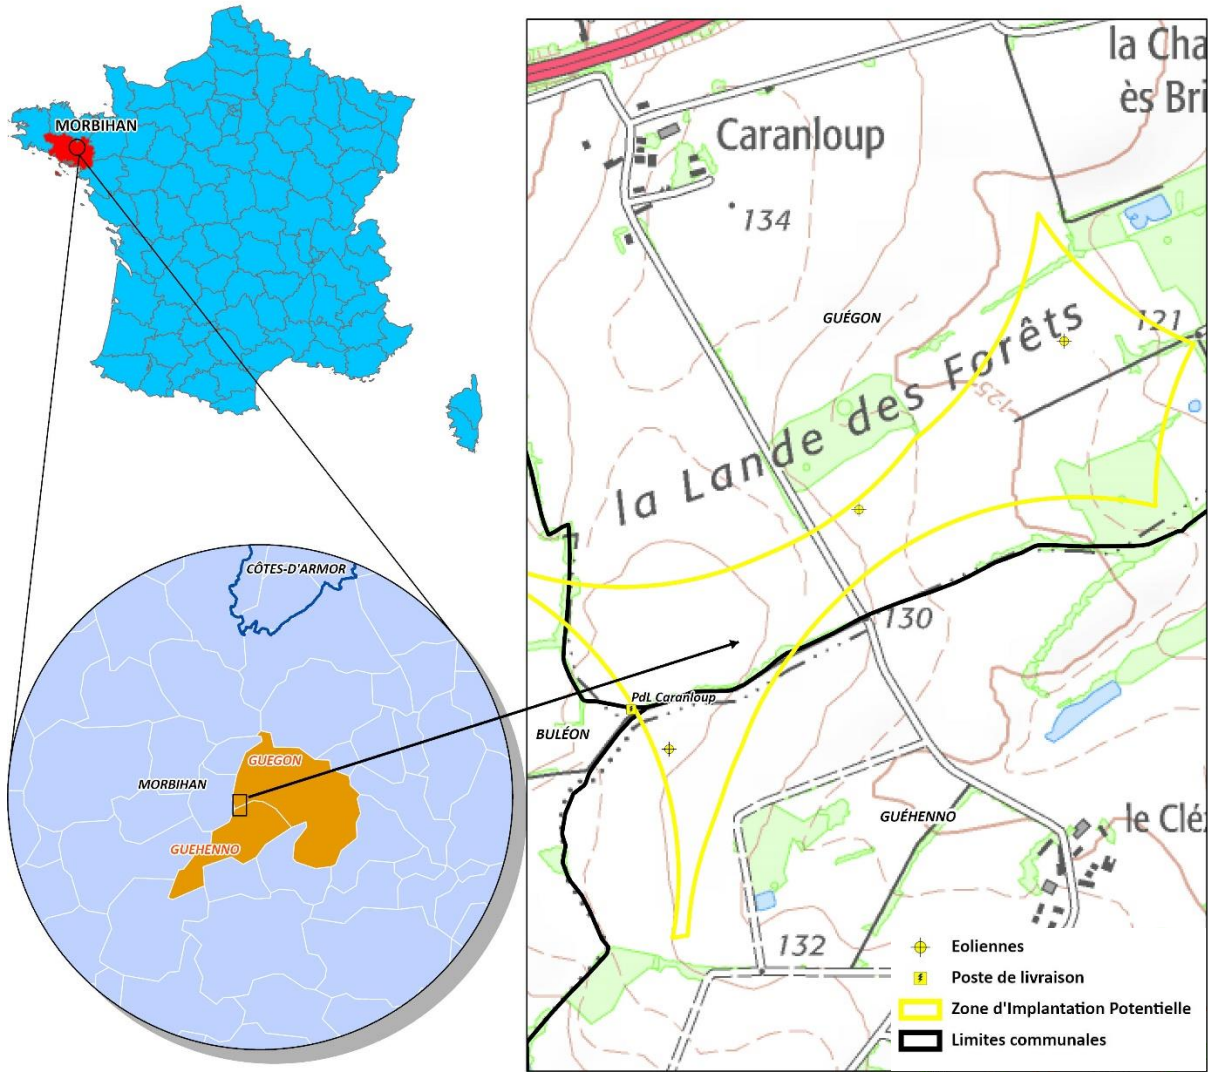 MORBIHAN
CÔTES-D'ARMOR
GUEGON
MORBIHAN
GUEHENNO
la Cha
ès Bri
Caranloup
134
GUÉGON
121
la Lande des Forêts
125
130
PdL Caranloup
BULÉON
GUÉHENNO
le Clé
132
Eoliennes
Poste de livraison
Zone d'Implantation Potentielle
Limites communales